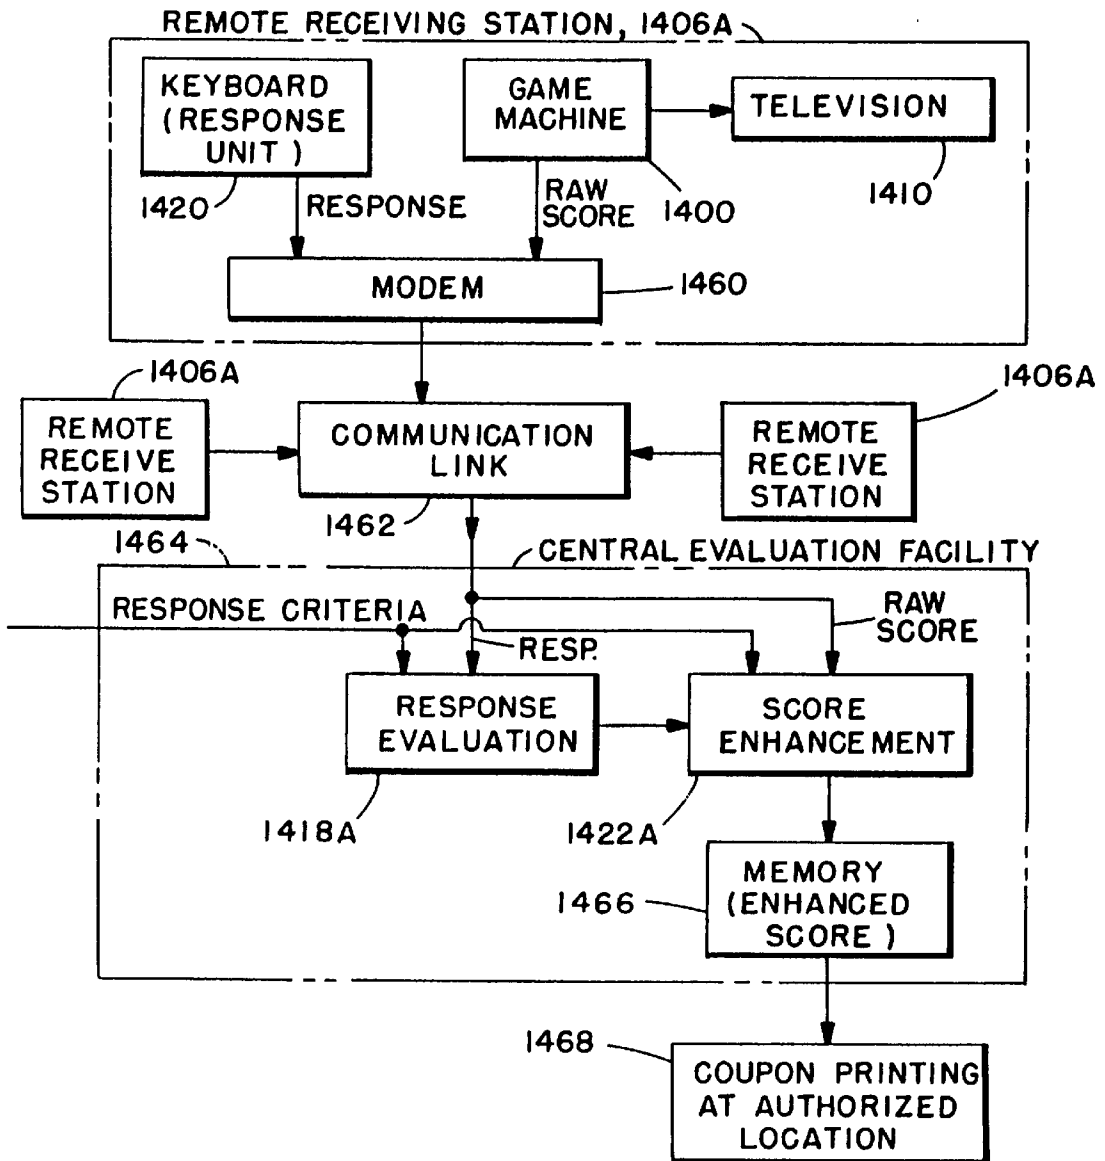 REMOTE RECEIVING STATION, 1406A
KEYBOARD
(RESPONSE
UNIT )
GAME
MACHINE
TELEVISION
1420
RESPONSE
RAW
SCORE
1400
1410
MODEM
1460
1406A
1406A
REMOTE
RECEIVE
STATION
COMMUNICATION
LINK
REMOTE
RECEIVE
STATION
1462
1464
CENTRAL EVALUATION FACILITY
RESPONSE CRITERIA
RAW
SCORE
RESP.
RESPONSE
EVALUATION
SCORE
ENHANCEMENT
1418A
1422A
1466
MEMORY
(ENHANCED
SCORE )
1468
COUPON PRINTING
AT AUTHORIZED
LOCATION